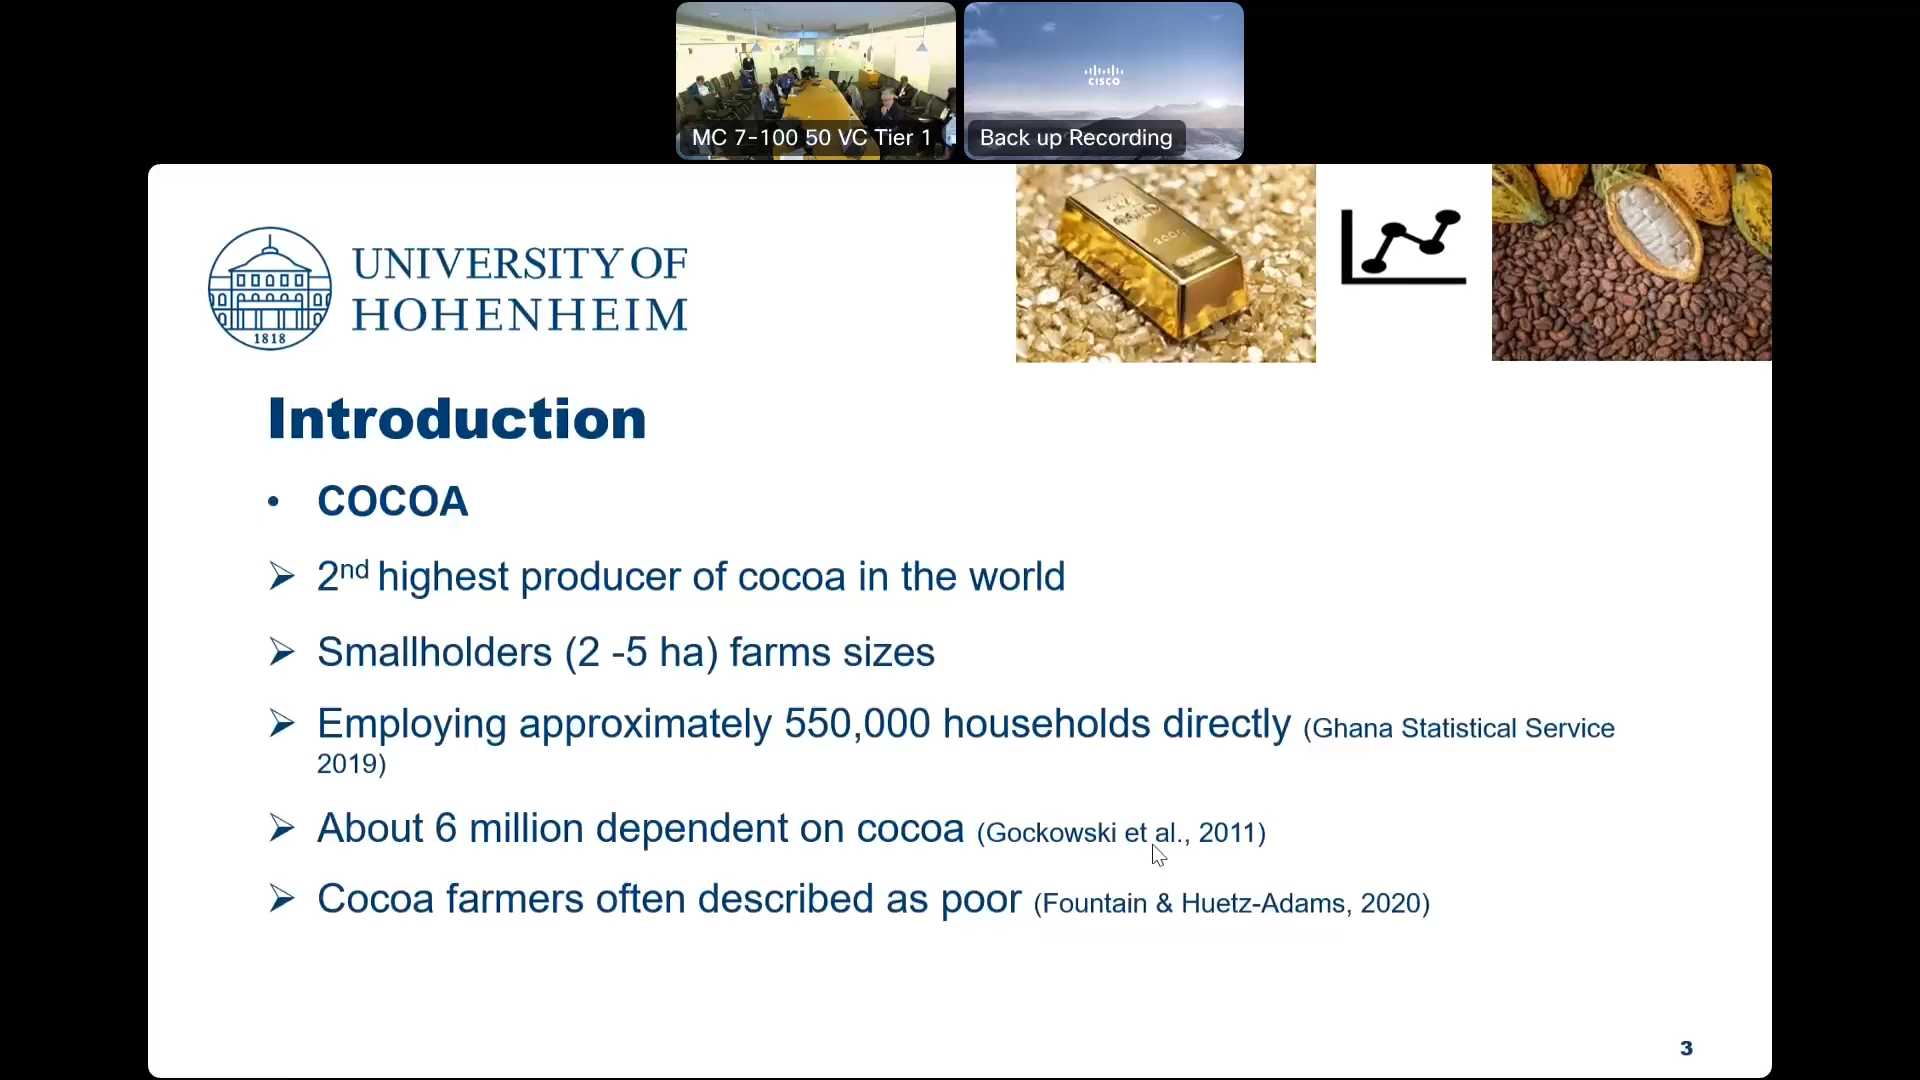 MC 7-100 50 VC Tier 1
CISCO
Back up Recording
UNIVERSITY OF
HOHENHEIM
1818
Introduction
• COCOA
➢ 2nd highest producer of cocoa in the world
➢ Smallholders (2 -5 ha) farms sizes
➢ Employing approximately 550,000 households directly (Ghana Statistical Service
2019)
➢ About 6 million dependent on cocoa (Gockowski et al., 2011)
➢ Cocoa farmers often described as poor (Fountain & Huetz-Adams, 2020)
3